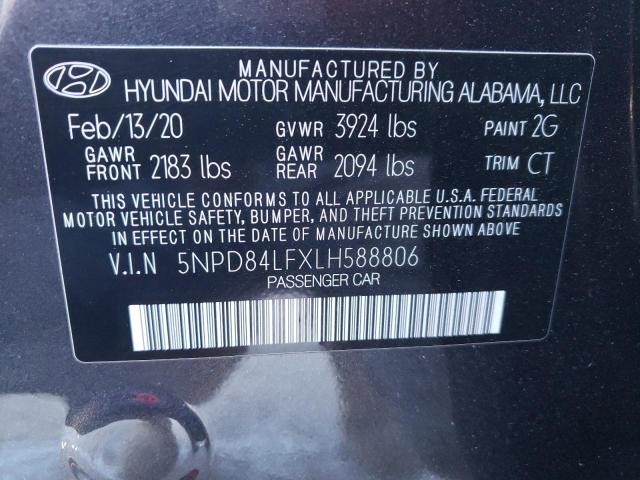 MANUFACTURED BY
HYUNDAI MOTOR MANUFACTURING ALABAMA, LLC
Feb/13/20 GVWR 3924 lbs PAINT 2G
GAWR FRONT 2183 lbs GAWR REAR 2094 lbs TRIM CT
THIS VEHICLE CONFORMS TO ALL APPLICABLE U.S.A. FEDERAL
MOTOR VEHICLE SAFETY, BUMPER, AND THEFT PREVENTION STANDARDS
IN EFFECT ON THE DATE OF MANUFACTURE SHOWN ABOVE.
V.I.N 5NPD84LFXLH588806
PASSENGER CAR